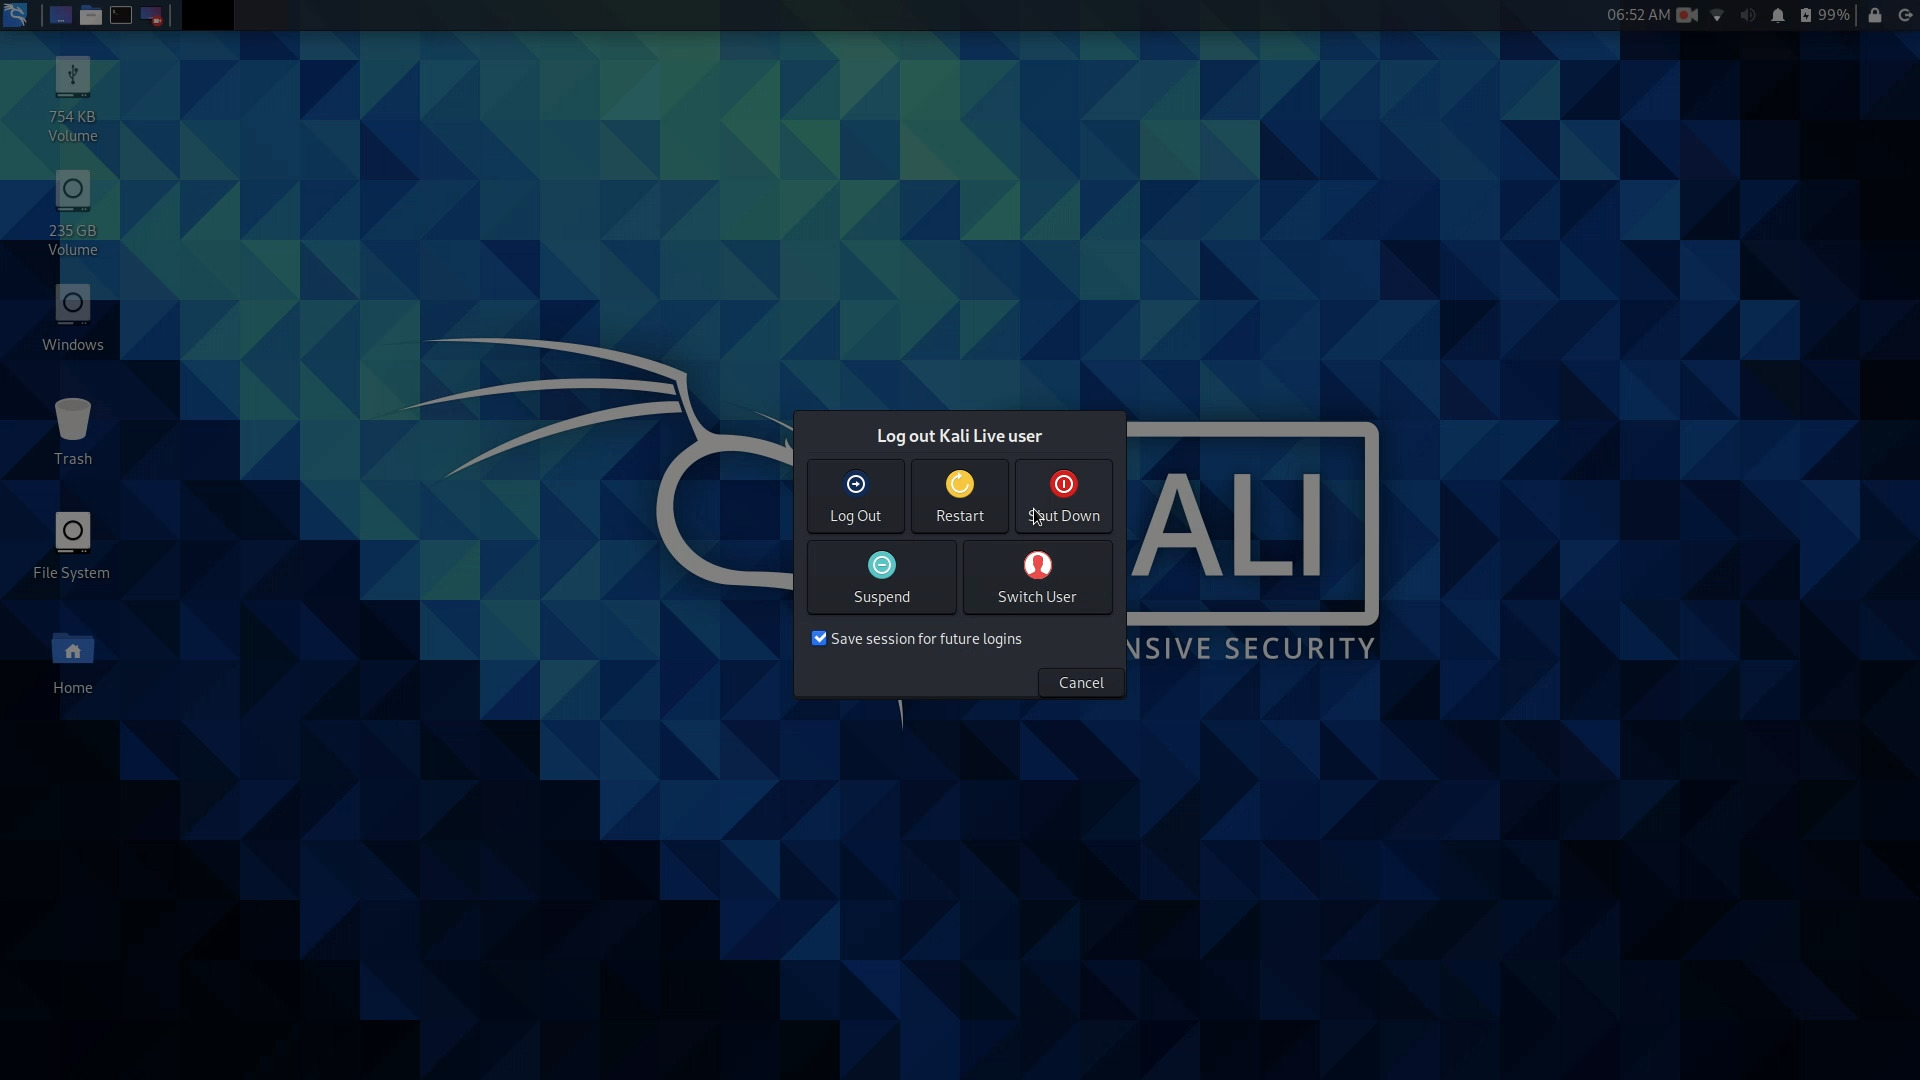 06:52 AM
99%
754 KB
Volume
235 GB
Volume
Windows
Trash
File System
Home
Log out Kali Live user
Log Out
Restart
Shut Down
Suspend
Switch User
Save session for future logins
Cancel
ALI
NSIVE SECURITY